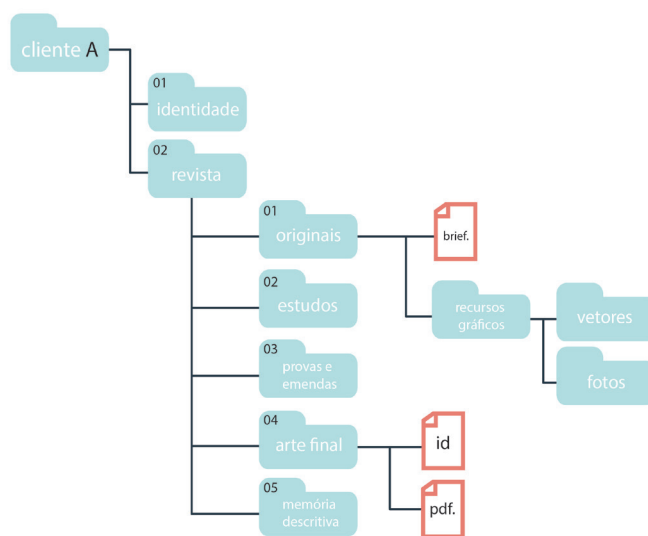 cliente A
01
identidade
02
revista
01
originais
brief.
02
estudos
recursos
gráficos
vetores
03
provas e
emendas
fotos
04
arte final
id
05
memória
descritiva
pdf.